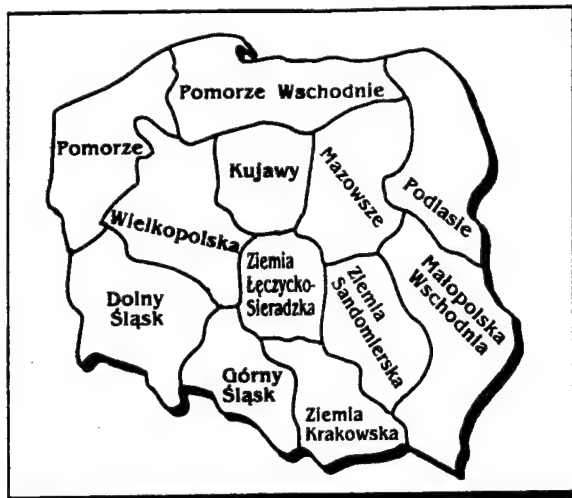 Pomorze Wschodnie
Pomorze
Kujawy
Mazowsze
Podlasie
Wielkopolska
Ziemia
Łęczycko-
Sieradzka
Ziemia
Sandomierska
Małopolska
Wschodnia
Dolny
Śląsk
Górny
Śląsk
Ziemia
Krakowska